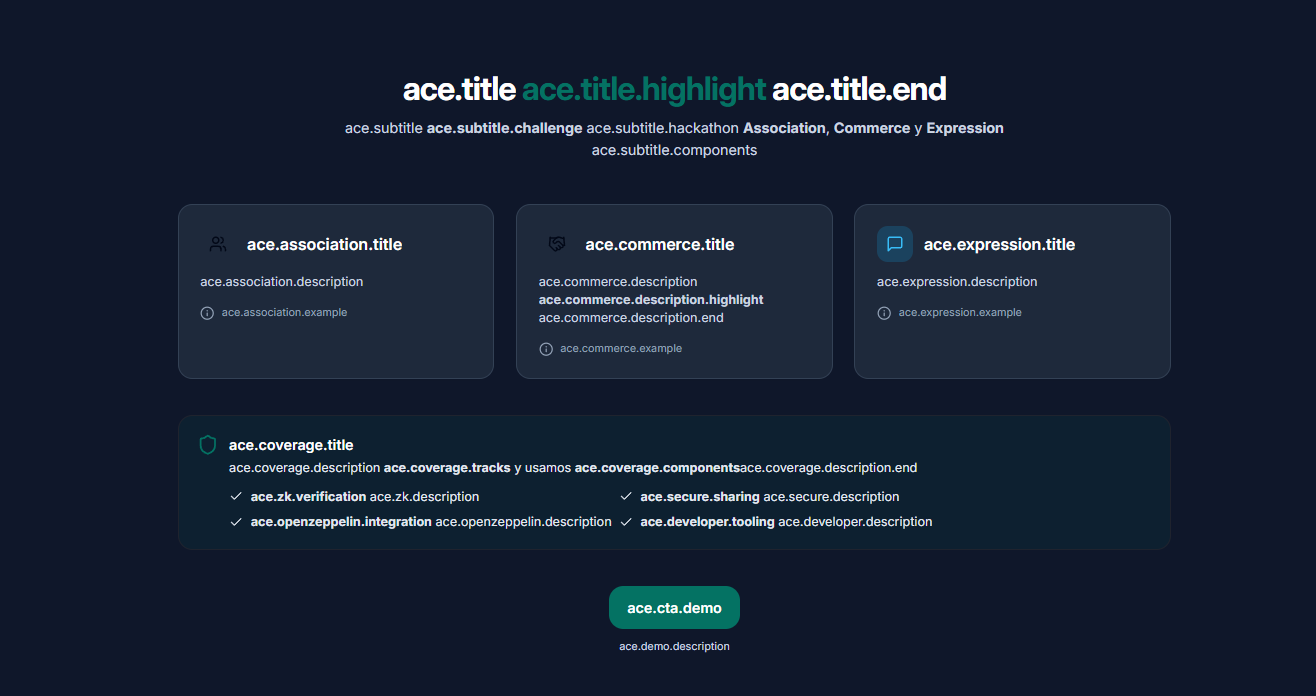 ace.title ace.title.highlight ace.title.end
ace.subtitle ace.subtitle.challenge ace.subtitle.hackathon Association, Commerce y Expression
ace.subtitle.components
ace.association.title
ace.association.description
ace.association.example
ace.commerce.title
ace.commerce.description
ace.commerce.description.highlight
ace.commerce.description.end
ace.commerce.example
ace.expression.title
ace.expression.description
ace.expression.example
ace.coverage.title
ace.coverage.description ace.coverage.tracks y usamos ace.coverage.componentsace.coverage.description.end
ace.zk.verification ace.zk.description
ace.secure.sharing ace.secure.description
ace.openzeppelin.integration ace.openzeppelin.description
ace.developer.tooling ace.developer.description
ace.cta.demo
ace.demo.description